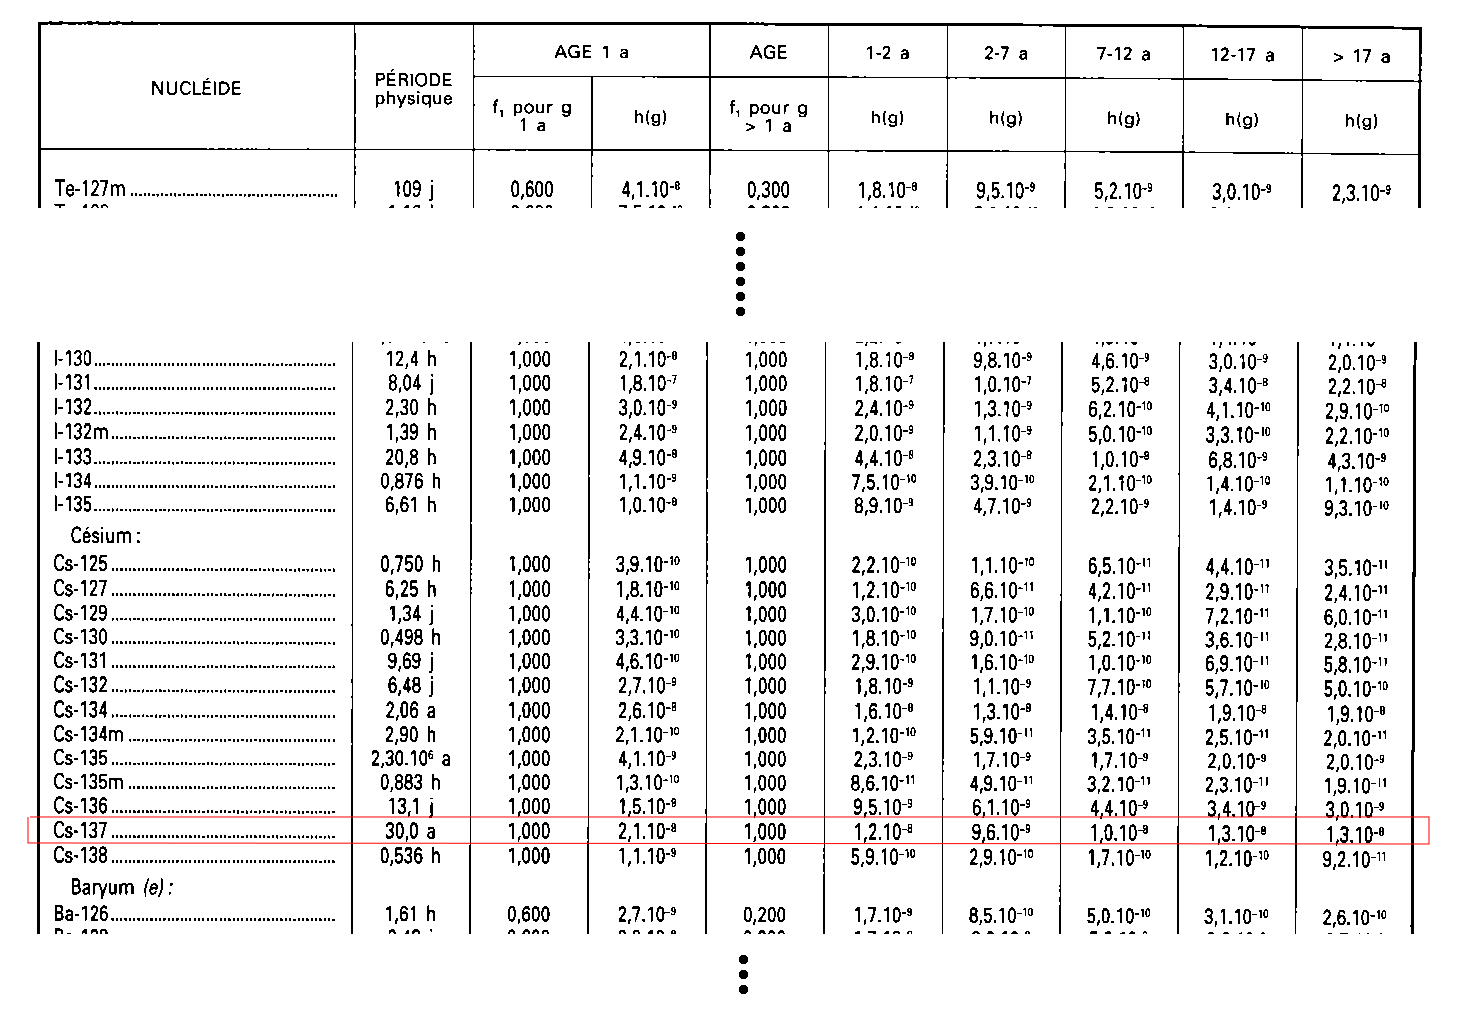 NUCLÉIDE PÉRIODE physique AGE 1 a AGE 1-2 a 2-7 a 7-12 a 12-17 a > 17 a
f₁ pour g 1 a h(g) f₁ pour g > 1 a h(g) h(g) h(g) h(g) h(g)
Te-127m 109 j 0,600 4,1.10⁻⁸ 0,300 1,8.10⁻⁸ 9,5.10⁻⁹ 5,2.10⁻⁹ 3,0.10⁻⁹ 2,3.10⁻⁹
I-130 12,4 h 1,000 2,1.10⁻⁸ 1,000 1,8.10⁻⁸ 9,8.10⁻⁹ 4,6.10⁻⁹ 3,0.10⁻⁹ 2,0.10⁻⁹
I-131 8,04 j 1,000 1,8.10⁻⁷ 1,000 1,8.10⁻⁷ 1,0.10⁻⁷ 5,2.10⁻⁸ 3,4.10⁻⁸ 2,2.10⁻⁸
I-132 2,30 h 1,000 3,0.10⁻⁹ 1,000 2,4.10⁻⁹ 1,3.10⁻⁹ 6,2.10⁻¹⁰ 4,1.10⁻¹⁰ 2,9.10⁻¹⁰
I-132m 1,39 h 1,000 2,4.10⁻⁹ 1,000 2,0.10⁻⁹ 1,1.10⁻⁹ 5,0.10⁻¹⁰ 3,3.10⁻¹⁰ 2,2.10⁻¹⁰
I-133 20,8 h 1,000 4,9.10⁻⁸ 1,000 4,4.10⁻⁸ 2,3.10⁻⁸ 1,0.10⁻⁸ 6,8.10⁻⁹ 4,3.10⁻⁹
I-134 0,876 h 1,000 1,1.10⁻⁹ 1,000 7,5.10⁻¹⁰ 3,9.10⁻¹⁰ 2,1.10⁻¹⁰ 1,4.10⁻¹⁰ 1,1.10⁻¹⁰
I-135 6,61 h 1,000 1,0.10⁻⁸ 1,000 8,9.10⁻⁹ 4,7.10⁻⁹ 2,2.10⁻⁹ 1,4.10⁻⁹ 9,3.10⁻¹⁰
Césium :
Cs-125 0,750 h 1,000 3,9.10⁻¹⁰ 1,000 2,2.10⁻¹⁰ 1,1.10⁻¹⁰ 6,5.10⁻¹¹ 4,4.10⁻¹¹ 3,5.10⁻¹¹
Cs-127 6,25 h 1,000 1,8.10⁻¹⁰ 1,000 1,2.10⁻¹⁰ 6,6.10⁻¹¹ 4,2.10⁻¹¹ 2,9.10⁻¹¹ 2,4.10⁻¹¹
Cs-129 1,34 j 1,000 4,4.10⁻¹⁰ 1,000 3,0.10⁻¹⁰ 1,7.10⁻¹⁰ 1,1.10⁻¹⁰ 7,2.10⁻¹¹ 6,0.10⁻¹¹
Cs-130 0,498 h 1,000 3,3.10⁻¹⁰ 1,000 1,8.10⁻¹⁰ 9,0.10⁻¹¹ 5,2.10⁻¹¹ 3,6.10⁻¹¹ 2,8.10⁻¹¹
Cs-131 9,69 j 1,000 4,6.10⁻¹⁰ 1,000 2,9.10⁻¹⁰ 1,6.10⁻¹⁰ 1,0.10⁻¹⁰ 6,9.10⁻¹¹ 5,8.10⁻¹¹
Cs-132 6,48 j 1,000 2,7.10⁻⁹ 1,000 1,8.10⁻⁹ 1,1.10⁻⁹ 7,7.10⁻¹⁰ 5,7.10⁻¹⁰ 5,0.10⁻¹⁰
Cs-134 2,06 a 1,000 2,6.10⁻⁸ 1,000 1,6.10⁻⁸ 1,3.10⁻⁸ 1,4.10⁻⁸ 1,9.10⁻⁸ 1,9.10⁻⁸
Cs-134m 2,90 h 1,000 2,1.10⁻¹⁰ 1,000 1,2.10⁻¹⁰ 5,9.10⁻¹¹ 3,5.10⁻¹¹ 2,5.10⁻¹¹ 2,0.10⁻¹¹
Cs-135 2,30.10⁶ a 1,000 4,1.10⁻⁹ 1,000 2,3.10⁻⁹ 1,7.10⁻⁹ 1,7.10⁻⁹ 2,0.10⁻⁹ 2,0.10⁻⁹
Cs-135m 0,883 h 1,000 1,3.10⁻¹⁰ 1,000 8,6.10⁻¹¹ 4,9.10⁻¹¹ 3,2.10⁻¹¹ 2,3.10⁻¹¹ 1,9.10⁻¹¹
Cs-136 13,1 j 1,000 1,5.10⁻⁸ 1,000 9,5.10⁻⁹ 6,1.10⁻⁹ 4,4.10⁻⁹ 3,4.10⁻⁹ 3,0.10⁻⁹
Cs-137 30,0 a 1,000 2,1.10⁻⁸ 1,000 1,2.10⁻⁸ 9,6.10⁻⁹ 1,0.10⁻⁸ 1,3.10⁻⁸ 1,3.10⁻⁸
Cs-138 0,536 h 1,000 1,1.10⁻⁹ 1,000 5,9.10⁻¹⁰ 2,9.10⁻¹⁰ 1,7.10⁻¹⁰ 1,2.10⁻¹⁰ 9,2.10⁻¹¹
Baryum (e) :
Ba-126 1,61 h 0,600 2,7.10⁻⁹ 0,200 1,7.10⁻⁹ 8,5.10⁻¹⁰ 5,0.10⁻¹⁰ 3,1.10⁻¹⁰ 2,6.10⁻¹⁰